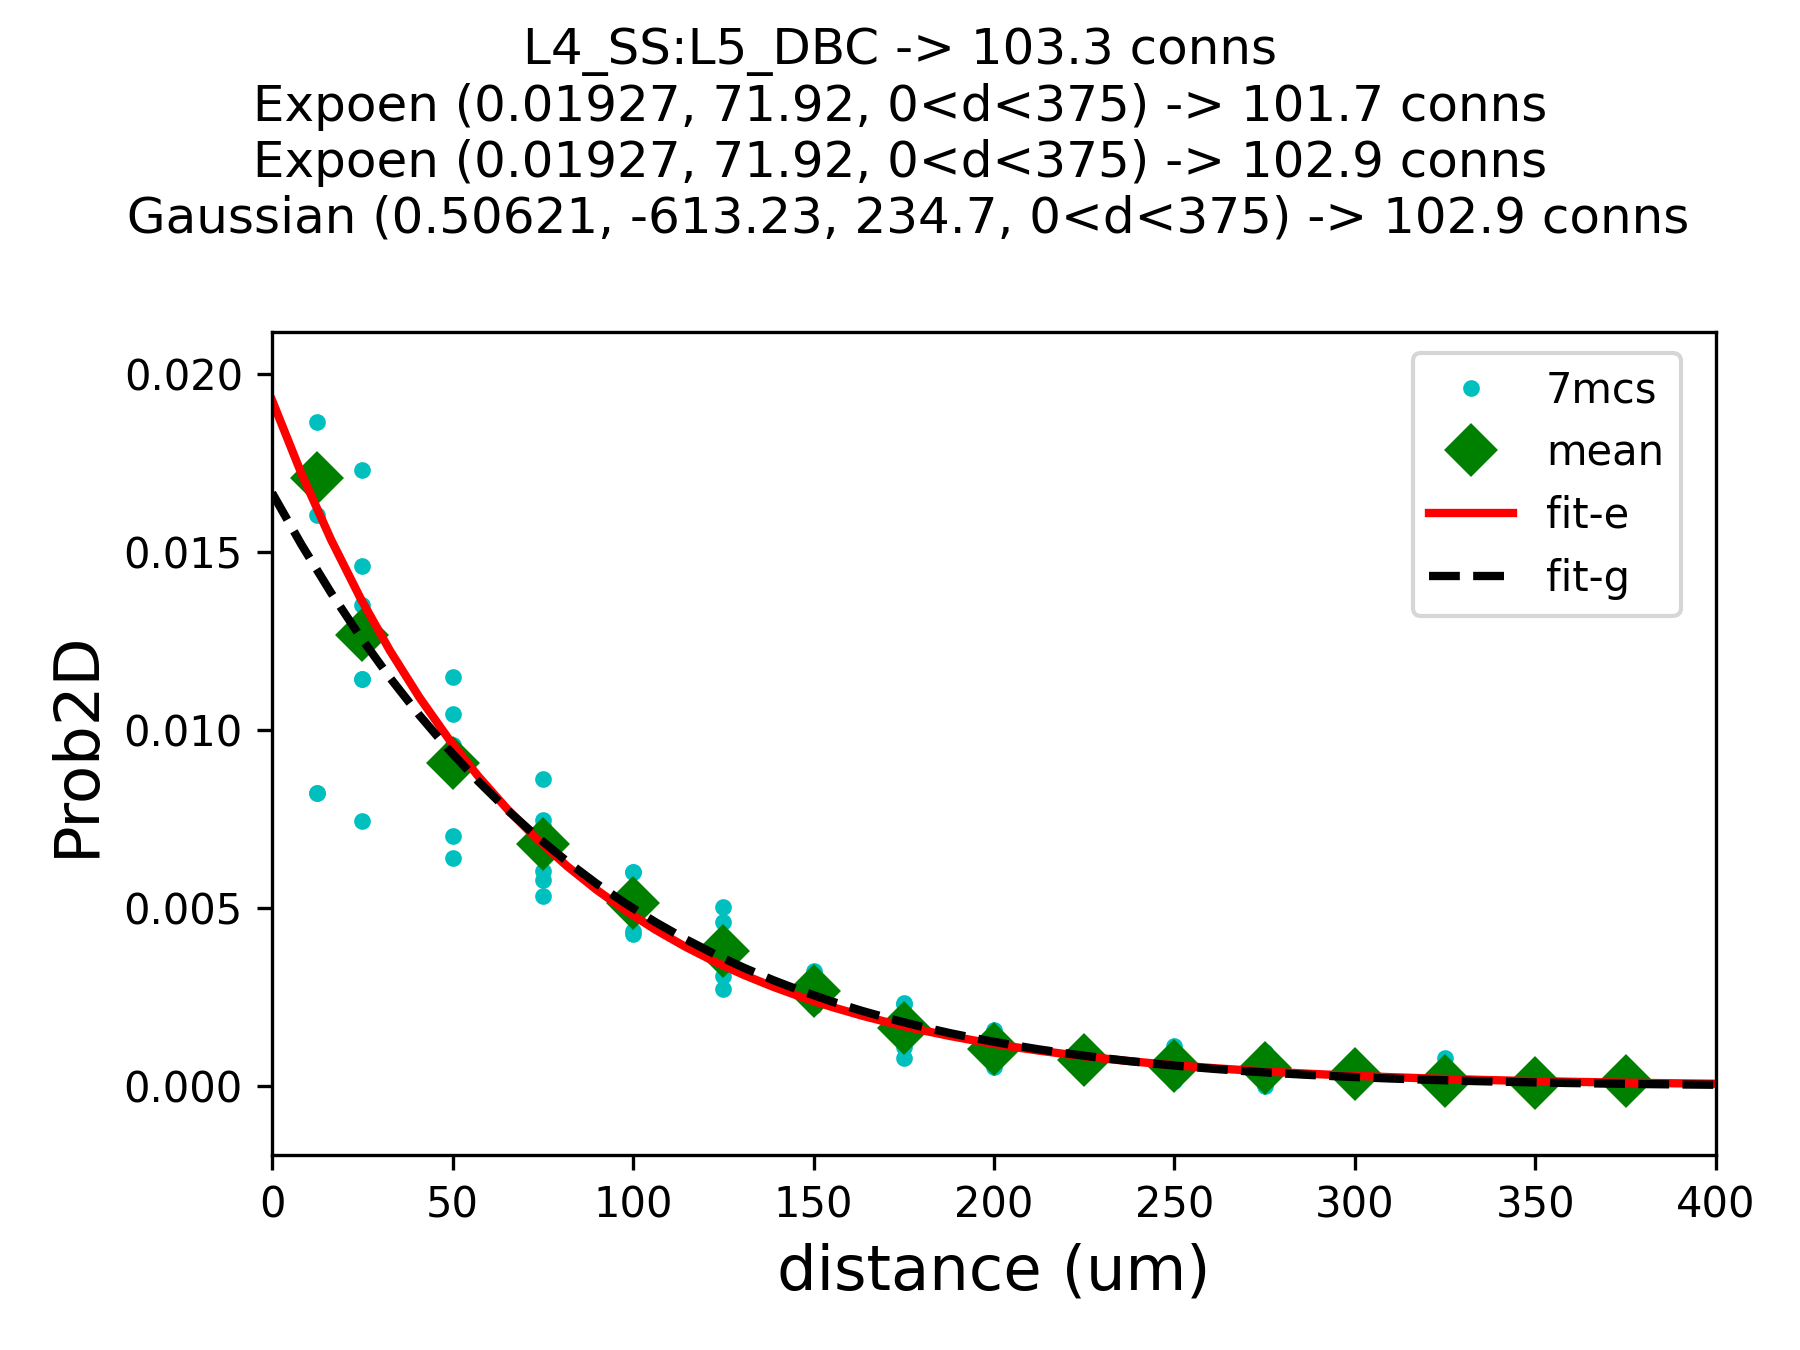 L4_SS:L5_DBC -> 103.3 conns
Expoen (0.01927, 71.92, 0<d<375) -> 101.7 conns
Expoen (0.01927, 71.92, 0<d<375) -> 102.9 conns
Gaussian (0.50621, -613.23, 234.7, 0<d<375) -> 102.9 conns
0.020
0.015
0.010
0.005
0.000
Prob2D
7mcs
mean
fit-e
fit-g
0 50 100 150 200 250 300 350 400
distance (um)